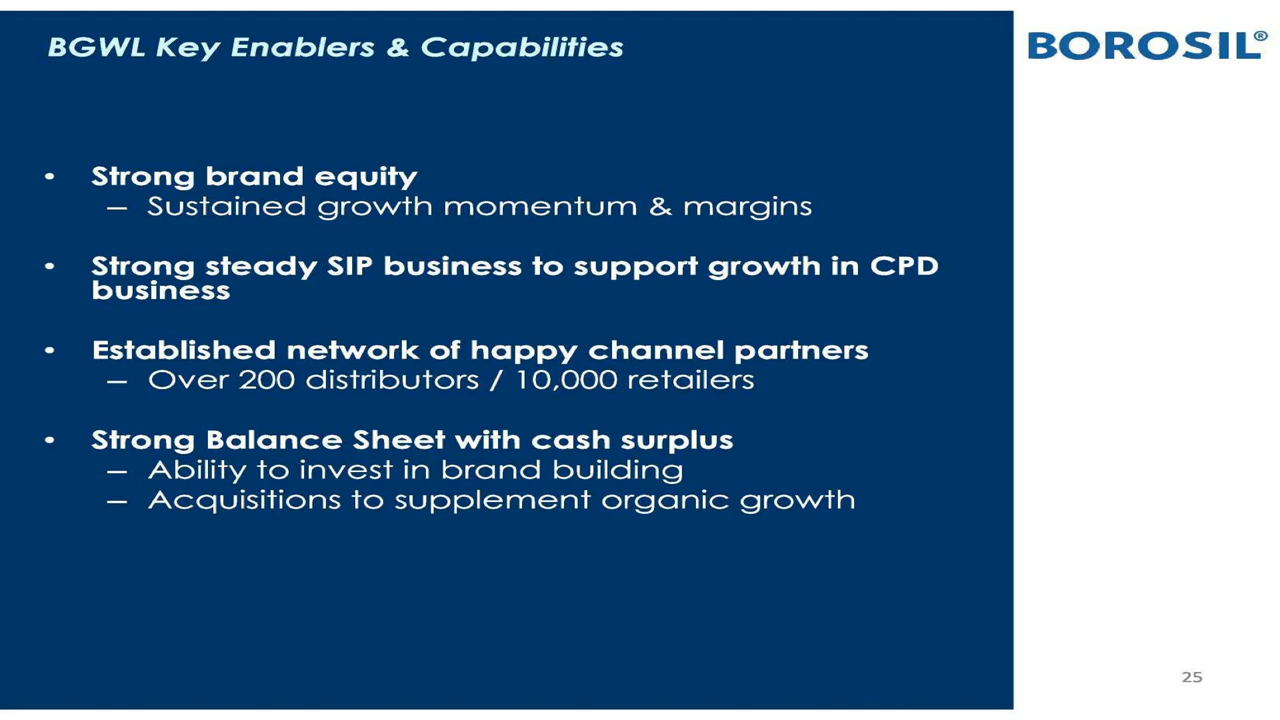 BGWL Key Enablers & Capabilities
BOROSIL®
• Strong brand equity
– Sustained growth momentum & margins
• Strong steady SIP business to support growth in CPD
business
• Established network of happy channel partners
– Over 200 distributors / 10,000 retailers
• Strong Balance Sheet with cash surplus
– Ability to invest in brand building
– Acquisitions to supplement organic growth
25